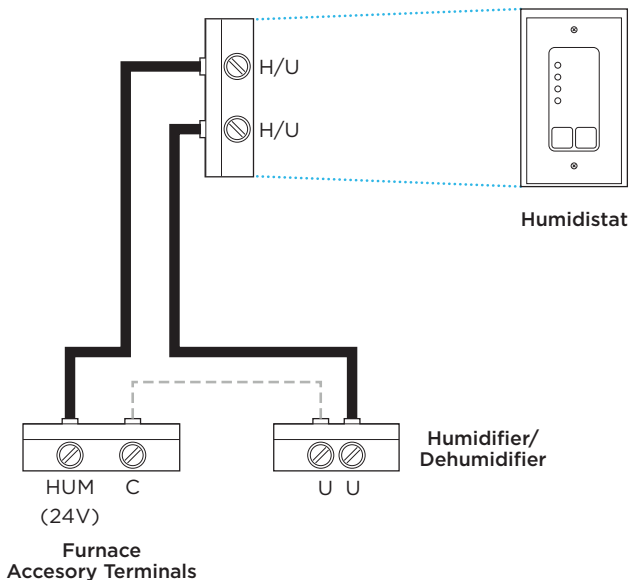 H/U
H/U
Humidistat
Humidifier/
Dehumidifier
HUM C
(24V)
U U
Furnace
Accesory Terminals